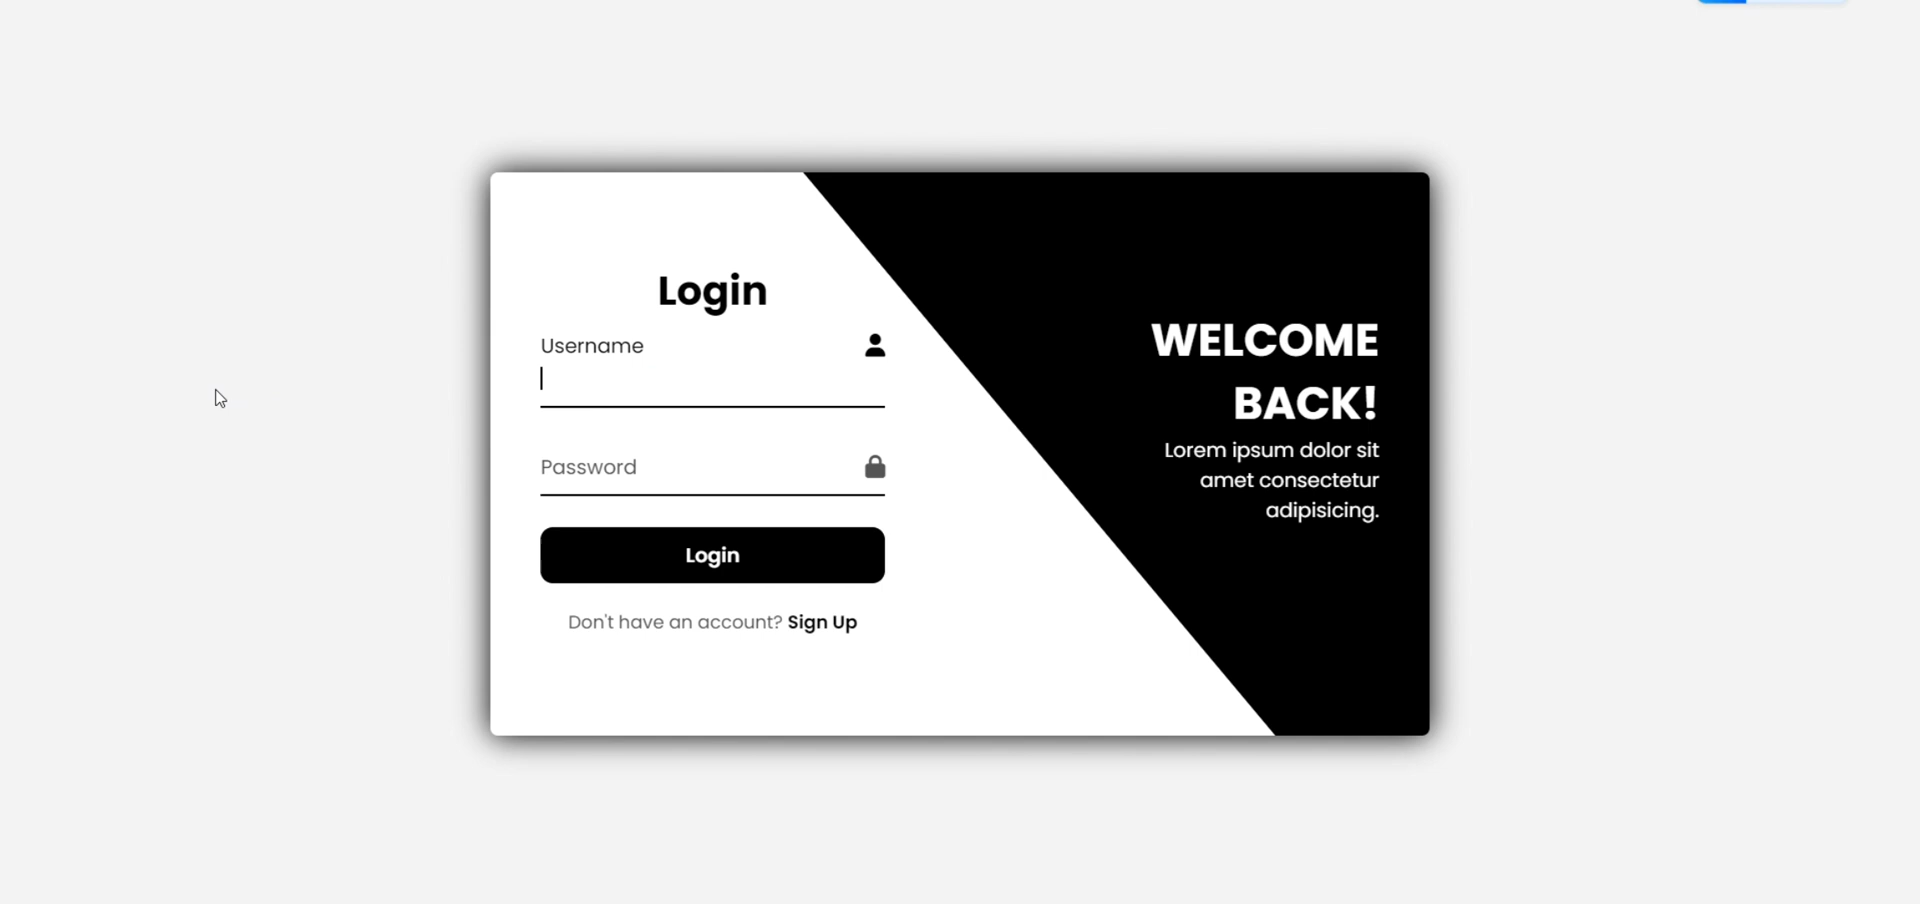 Login
Username
Password
Login
Don't have an account? Sign Up
WELCOME
BACK!
Lorem ipsum dolor sit
amet consectetur
adipisicing.